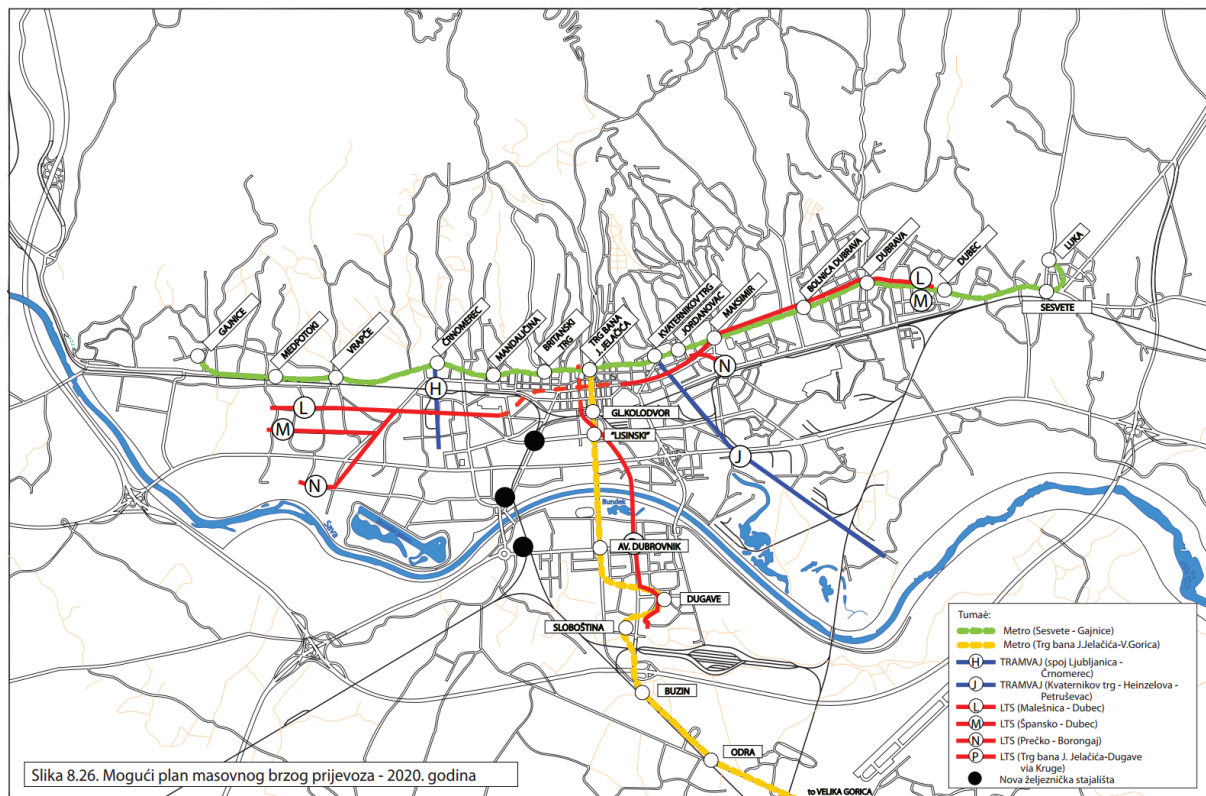 GAJNICE
MEDPOTOKI
VRAPČE
ČRNOMEREC
MANDALIČINA
BRITANSKI
TRG
TRG BANA
J. JELAČIĆA
KVATERNIKOV TRG
JORDANOVAC
MAKSIMIR
BOLNICA DUBRAVA
DUBRAVA
DUBEC
LUKA
SESVETE
L
M
H
N
L
M
N
J
GL.KOLODVOR
"LISINSKI"
Sava
Bundek
AV. DUBROVNIK
DUGAVE
SLOBOŠTINA
BUZIN
ODRA
to VELIKA GORICA
Tumaè:
Metro (Sesvete - Gajnice)
Metro (Trg bana J.Jelačića-V.Gorica)
H TRAMVAJ (spoj Ljubljanica -
Črnomerec)
J TRAMVAJ (Kvaternikov trg - Heinzelova -
Petruševac)
L LTS (Malešnica - Dubec)
M LTS (Špansko - Dubec)
N LTS (Prečko - Borongaj)
P LTS (Trg bana J. Jelačića-Dugave
via Kruge)
Nova željeznička stajališta
Slika 8.26. Mogući plan masovnog brzog prijevoza - 2020. godina